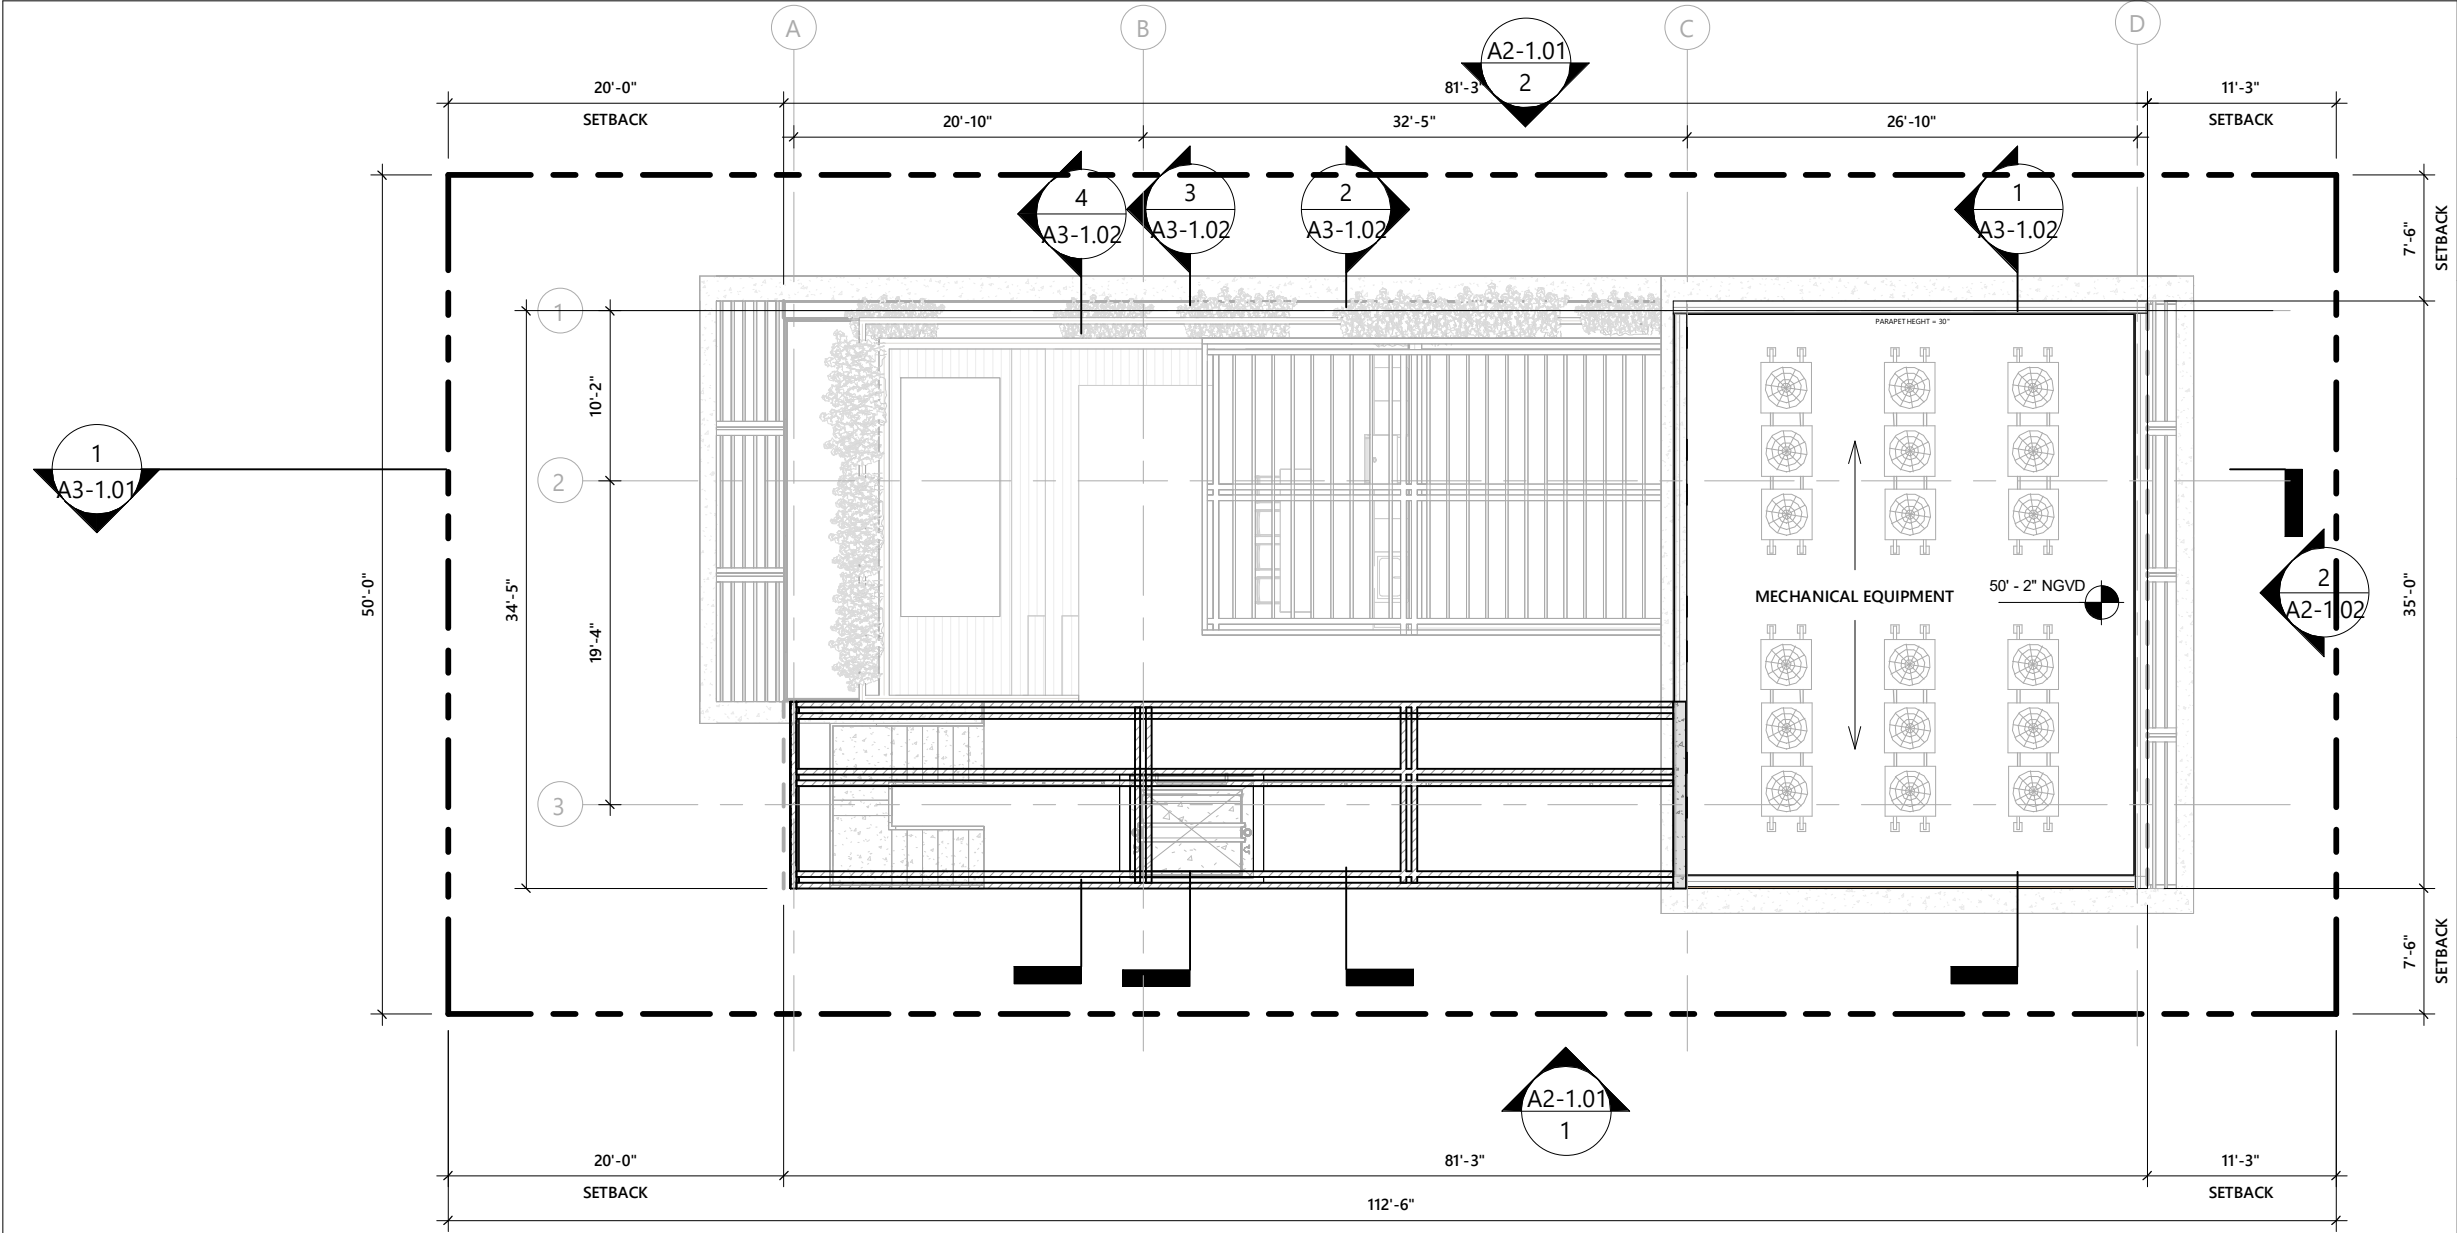 A
B
C
D
A2-1.01
2
20'-0"
81'-3"
11'-3"
SETBACK
20'-10"
32'-5"
26'-10"
SETBACK
4
A3-1.02
3
A3-1.02
2
A3-1.02
1
A3-1.02
7'-6"
SETBACK
1
PARAPET HEGHT = 30"
10'-2"
1
A3-1.01
2
50'-0"
34'-5"
19'-4"
MECHANICAL EQUIPMENT
50' - 2" NGVD
2
A2-1.02
35'-0"
3
7'-6"
SETBACK
A2-1.01
1
20'-0"
81'-3"
11'-3"
SETBACK
SETBACK
112'-6"